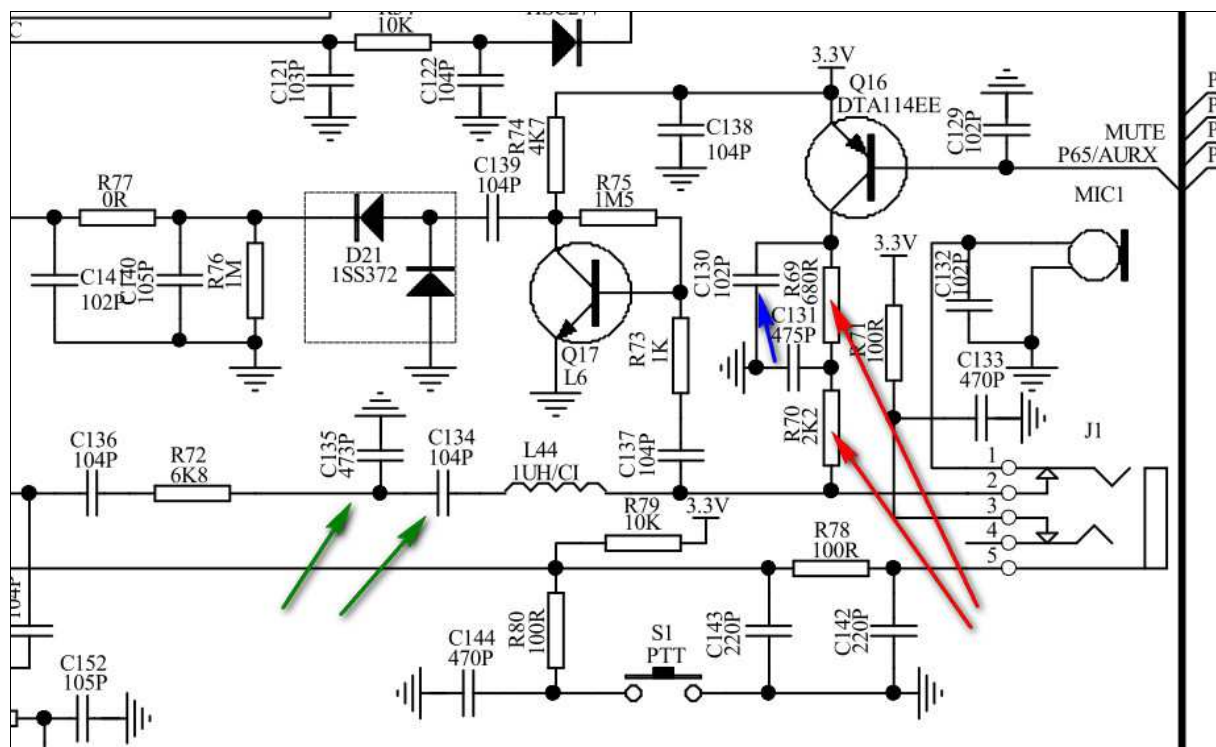 C
10K
C121
103P
C122
104P
3.3V
Q16
DTA114EE
C129
102P
MUTE
P65/AURX
P
P
P
P
R74
4K7
C138
104P
C139
104P
R77
0R
R75
1M5
MIC1
D21
1SS372
3.3V
C141
102P
C140
105P
R76
1M
C130
102P
R69
680R
C132
102P
C131
475P
R71
100R
Q17
L6
R73
1K
C133
470P
R70
2K2
J1
C136
104P
R72
6K8
C135
473P
C134
104P
L44
1UH/CI
C137
104P
1
2
3
4
5
R79
10K
3.3V
R78
100R
104P
R80
100R
C144
470P
S1
PTT
C143
220P
C142
220P
C152
105P